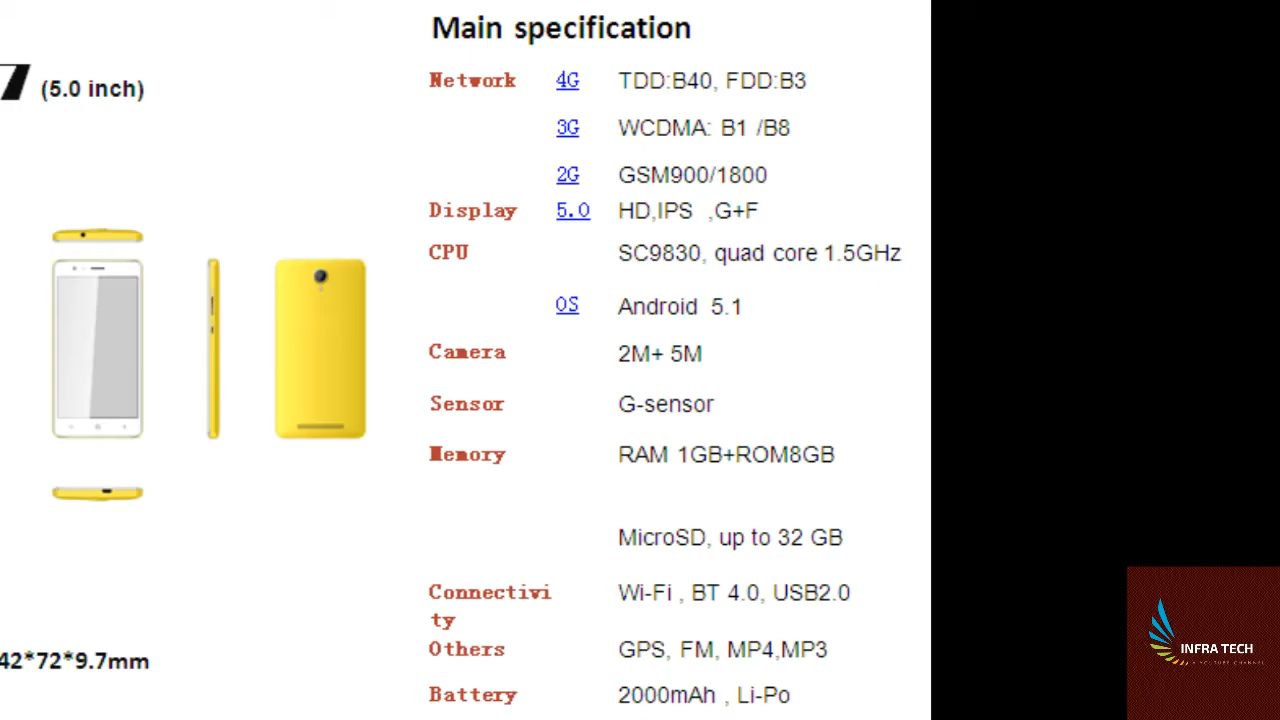 Main specification
7 (5.0 inch)
Network 4G TDD:B40, FDD:B3
3G WCDMA: B1 /B8
2G GSM900/1800
Display 5.0 HD,IPS ,G+F
CPU SC9830, quad core 1.5GHz
OS Android 5.1
Camera 2M+ 5M
Sensor G-sensor
Memory RAM 1GB+ROM8GB
MicroSD, up to 32 GB
Connectivi
ty
Wi-Fi , BT 4.0, USB2.0
Others GPS, FM, MP4,MP3
42*72*9.7mm
Battery 2000mAh , Li-Po
INFRA TECH
A YOUTUBE CHANNEL